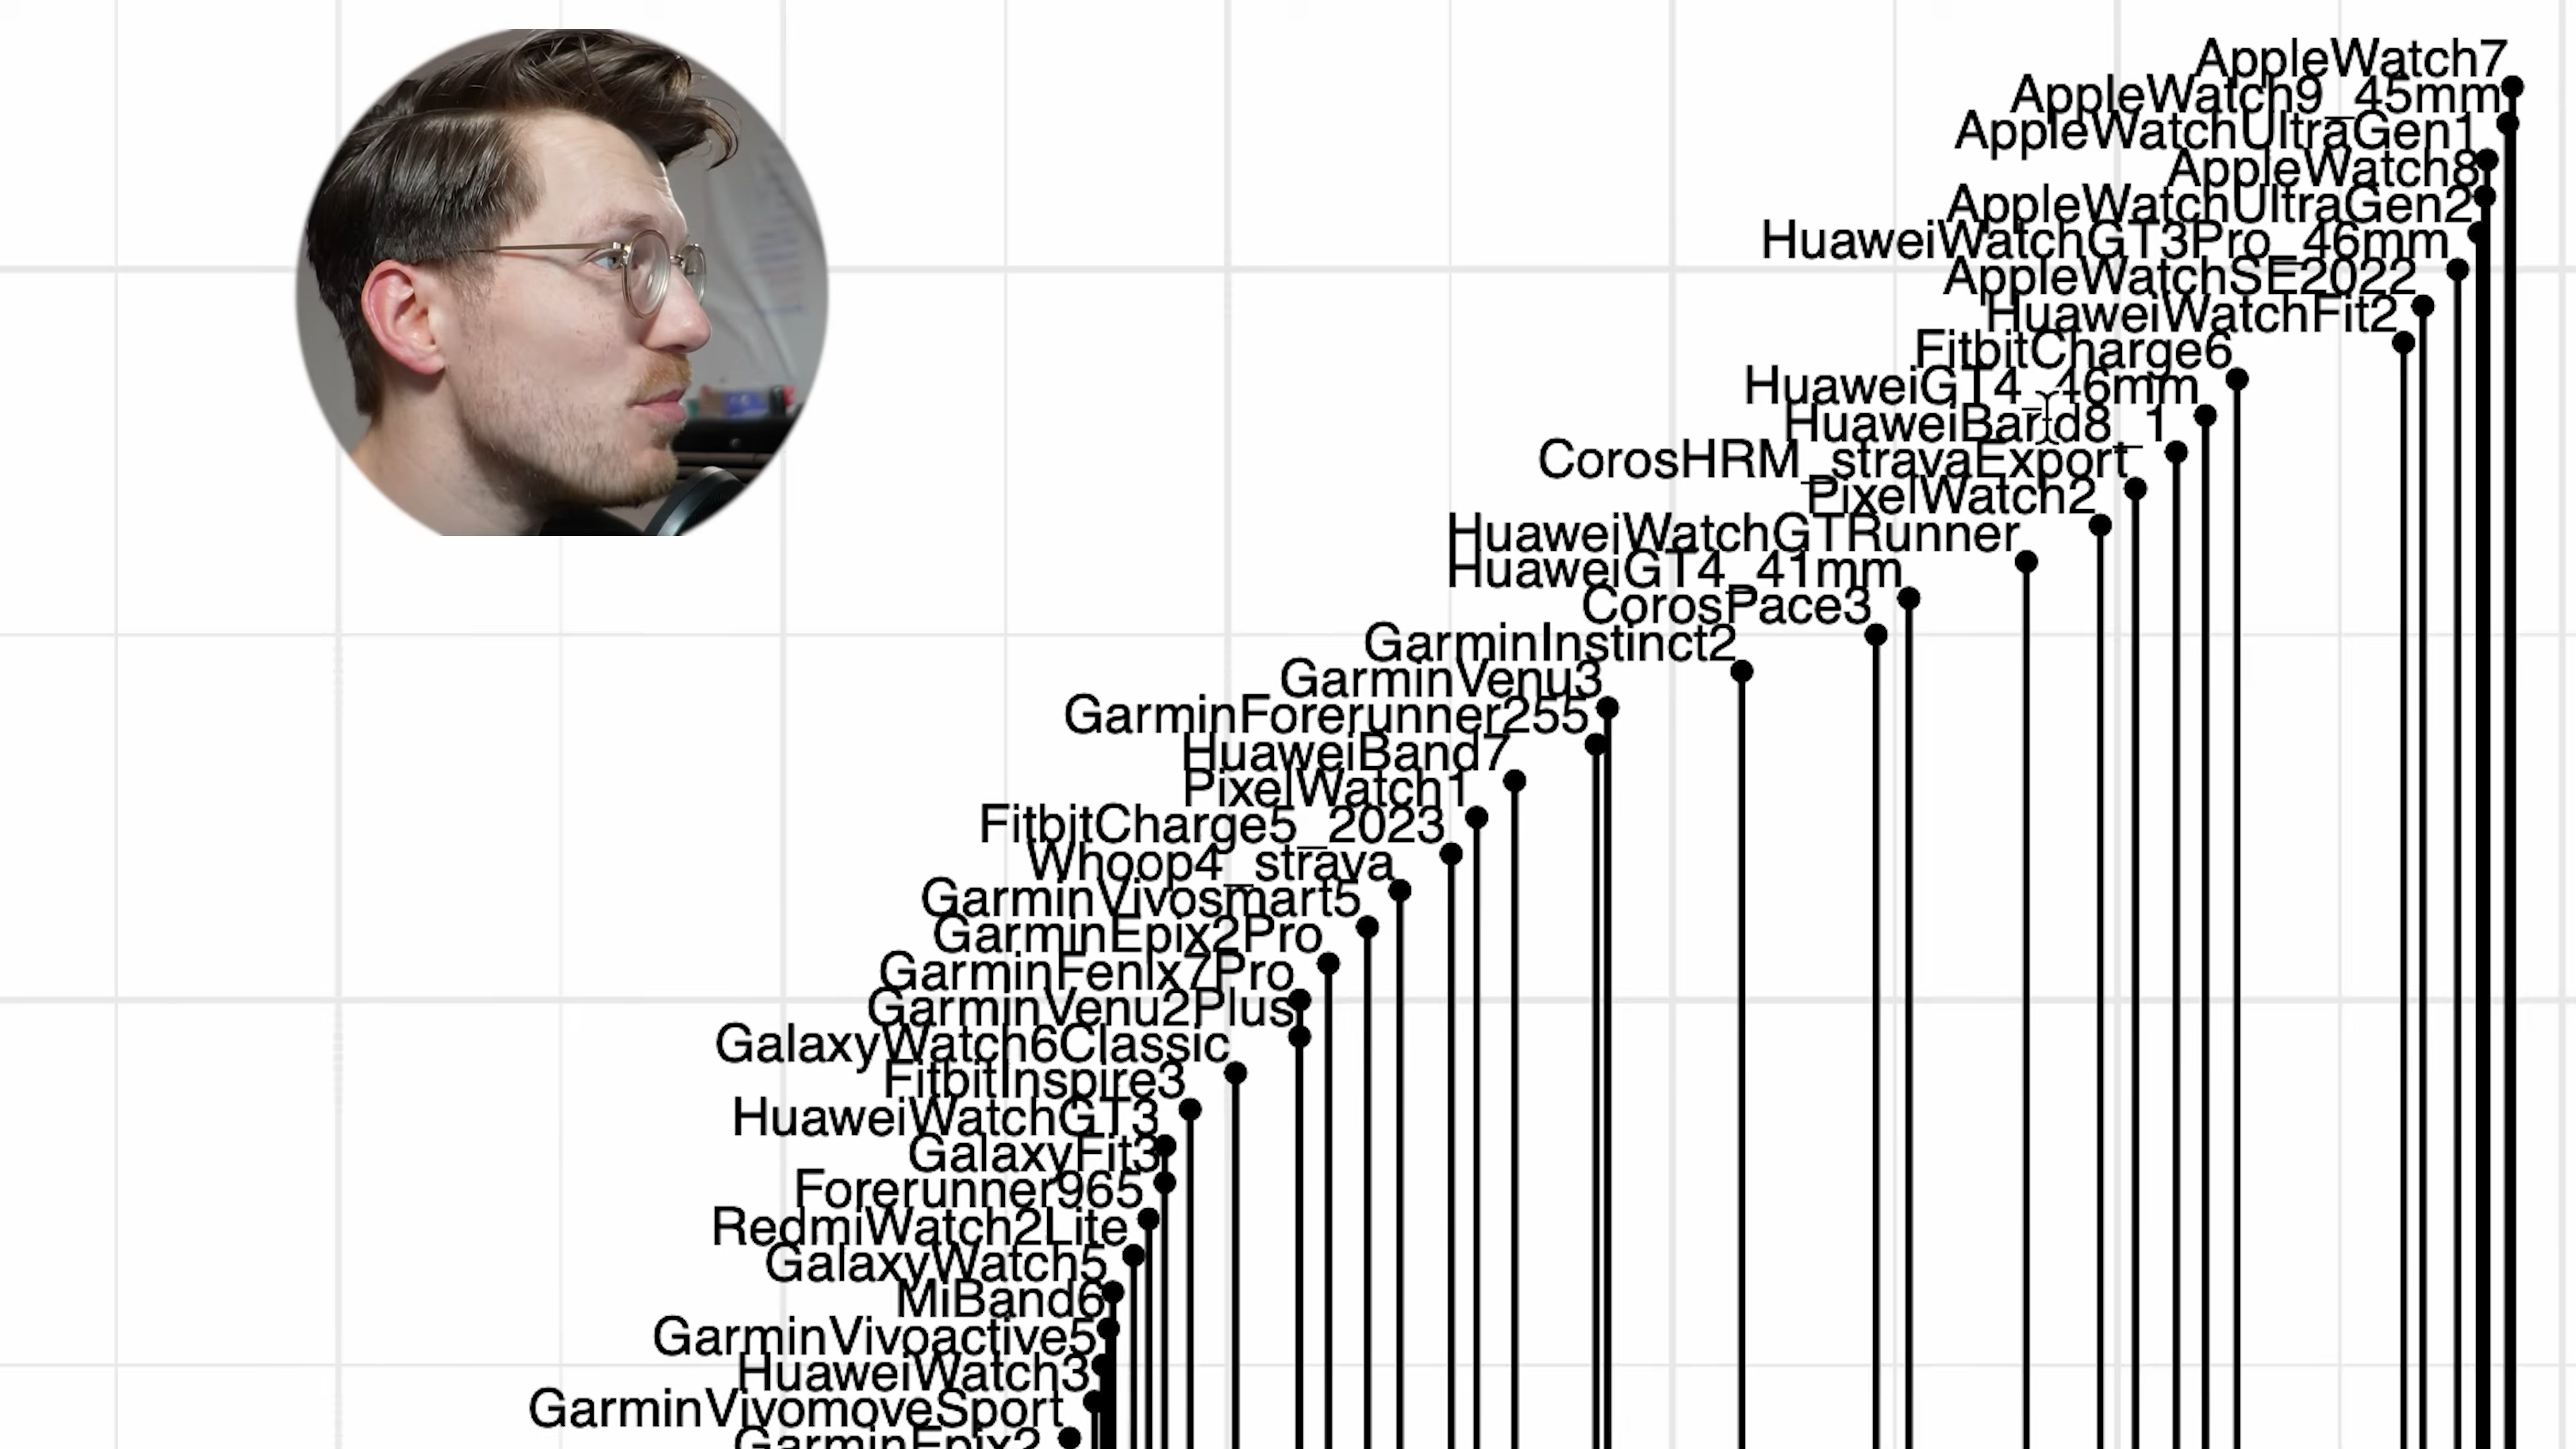 AppleWatch7
AppleWatch9_45mm
AppleWatchUltraGen1
AppleWatch8
AppleWatchUltraGen2
HuaweiWatchGT3Pro_46mm
AppleWatchSE2022
HuaweiWatchFit2
FitbitCharge6
HuaweiGT4_46mm
HuaweiBand8_1
CorosHRM_stravaExport
PixelWatch2
HuaweiWatchGTRunner
HuaweiGT4_41mm
CorosPace3
GarminInstinct2
GarminVenu3
GarminForerunner255
HuaweiBand7
PixelWatch1
FitbitCharge5_2023
Whoop4_strava
GarminVivosmart5
GarminEpix2Pro
GarminFenix7Pro
GarminVenu2Plus
GalaxyWatch6Classic
FitbitInspire3
HuaweiWatchGT3
GalaxyFit3
Forerunner965
RedmiWatch2Lite
GalaxyWatch5
MiBand6
GarminVivoactive5
HuaweiWatch3
GarminVivomoveSport
GarminEpix2